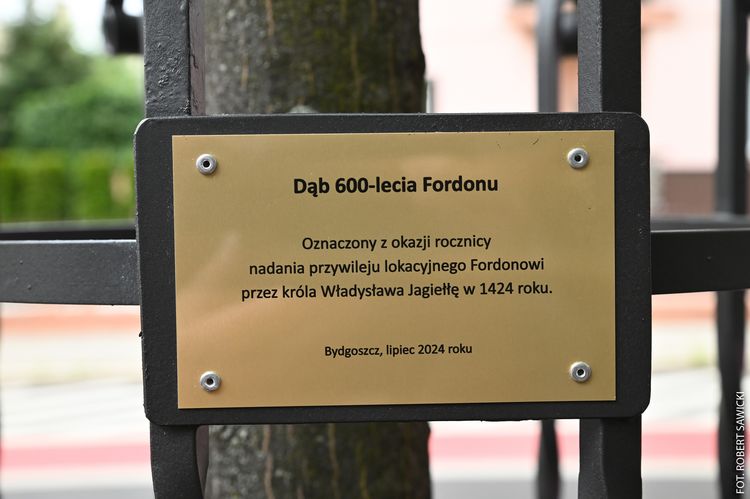 Dąb 600-lecia Fordonu
Oznaczony z okazji rocznicy
nadania przywileju lokacyjnego Fordonowi
przez króla Władysława Jagiełłę w 1424 roku.
Bydgoszcz, lipiec 2024 roku
FOT. ROBERT SAWICKI